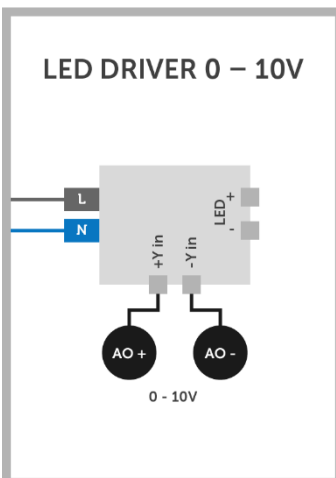 LED DRIVER 0 – 10V
L
N
LED
+
-
+Y in
-Y in
AO +
AO -
0 - 10V